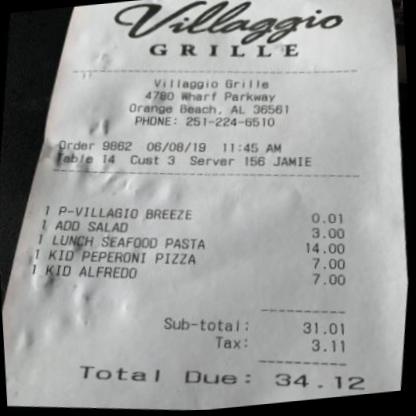 Villaggio
GRILLE
Villaggio Grille
4780 Wharf Parkway
Orange Beach, AL 36561
PHONE: 251-224-6510
Order 9862 06/08/19 11:45 AM
Table 14 Cust 3 Server 156 JAMIE
1 P-VILLAGIO BREEZE 0.01
1 ADD SALAD 3.00
1 LUNCH SEAFOOD PASTA 14.00
1 KID PEPERONI PIZZA 7.00
1 KID ALFREDO 7.00
Sub-total: 31.01
Tax: 3.11
Total Due: 34.12